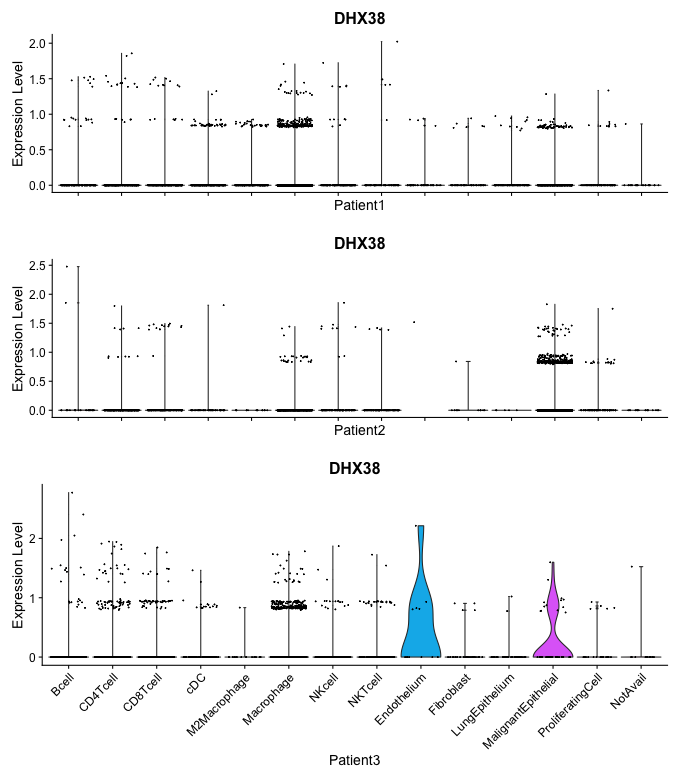 DHX38
Expression Level
2.0
1.5
1.0
0.5
0.0
Patient1
DHX38
Expression Level
2.5
2.0
1.5
1.0
0.5
0.0
Patient2
DHX38
Expression Level
2
1
0
Bcell
CD4Tcell
CD8Tcell
cDC
M2Macrophage
Macrophage
NKcell
NKTcell
Endothelium
Fibroblast
LungEpithelium
MalignantEpithelial
ProliferatingCell
NotAvail
Patient3